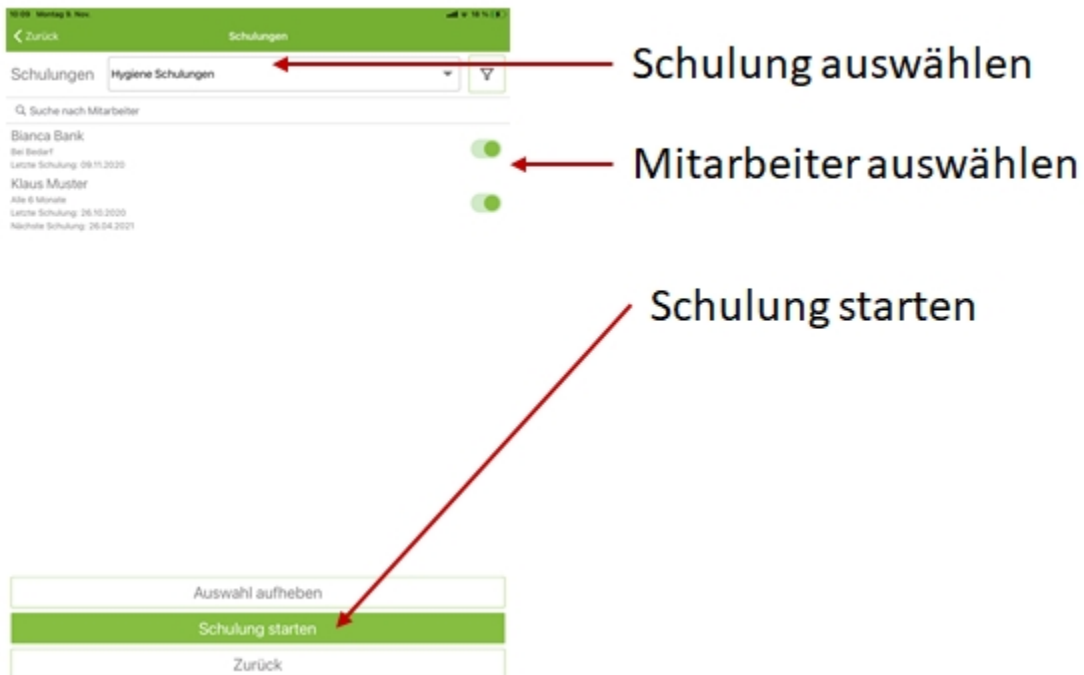 10:09 Montag 9. Nov.
18 %
Zurück
Schulungen
Schulungen
Hygiene Schulungen
Suche nach Mitarbeiter
Bianca Bank
Bei Bedarf
Letzte Schulung: 09.11.2020
Klaus Muster
Alle 6 Monate
Letzte Schulung: 26.10.2020
Nächste Schulung: 26.04.2021
Schulung auswählen
Mitarbeiter auswählen
Schulung starten
Auswahl aufheben
Schulung starten
Zurück